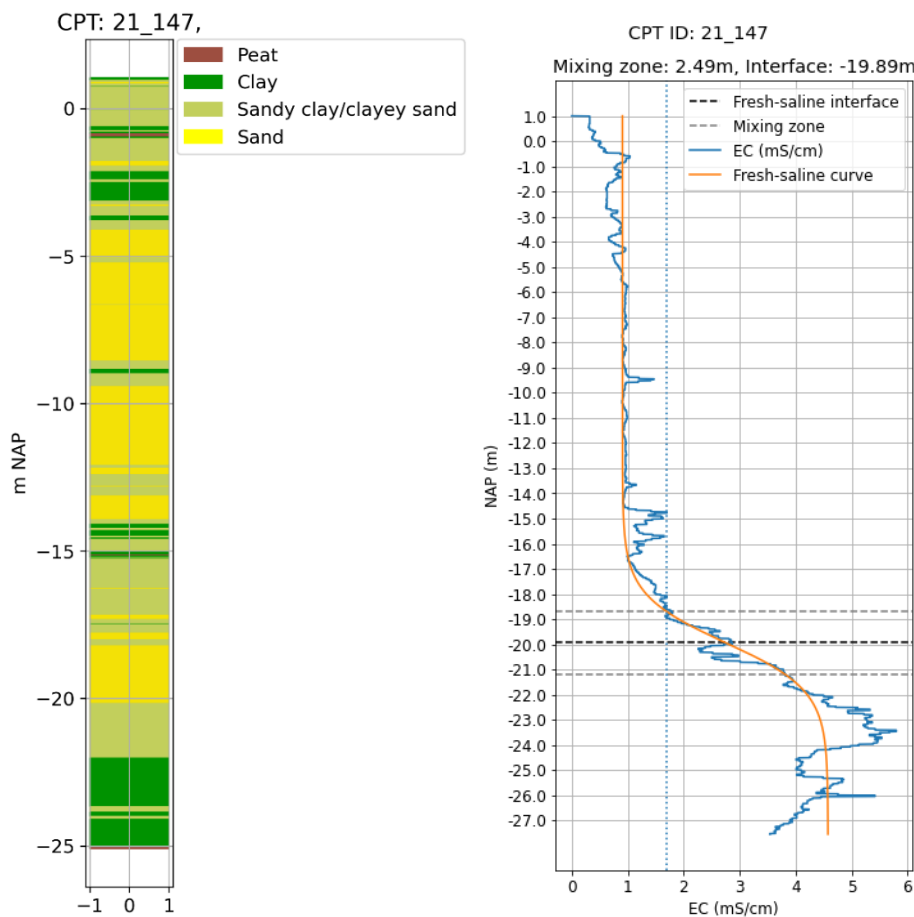 CPT: 21_147,
Peat
Clay
Sandy clay/clayey sand
Sand
0
−5
−10
−15
−20
−25
m NAP
−1 0 1
CPT ID: 21_147
Mixing zone: 2.49m, Interface: -19.89m
Fresh-saline interface
Mixing zone
EC (mS/cm)
Fresh-saline curve
1.0
0.0
-1.0
-2.0
-3.0
-4.0
-5.0
-6.0
-7.0
-8.0
-9.0
-10.0
-11.0
-12.0
-13.0
-14.0
-15.0
-16.0
-17.0
-18.0
-19.0
-20.0
-21.0
-22.0
-23.0
-24.0
-25.0
-26.0
-27.0
NAP (m)
0 1 2 3 4 5 6
EC (mS/cm)